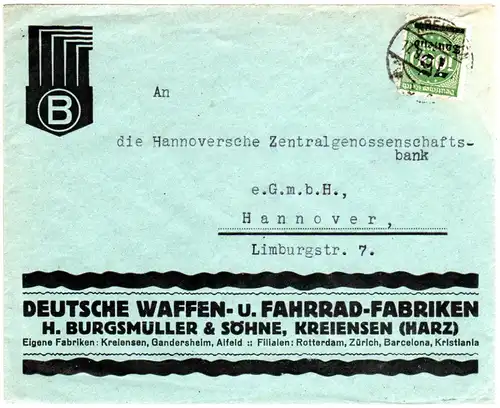 B
An
die Hannoversche Zentralgenossenschafts-
bank
e.G.m.b.H.,
Hannover,
Limburgstr. 7.
DEUTSCHE WAFFEN- u. FAHRRAD-FABRIKEN
H. BURGSMÜLLER & SÖHNE, KREIENSEN (HARZ)
Eigene Fabriken: Kreiensen, Gandersheim, Alfeld :: Filialen: Rotterdam, Zürich, Barcelona, Kristiania